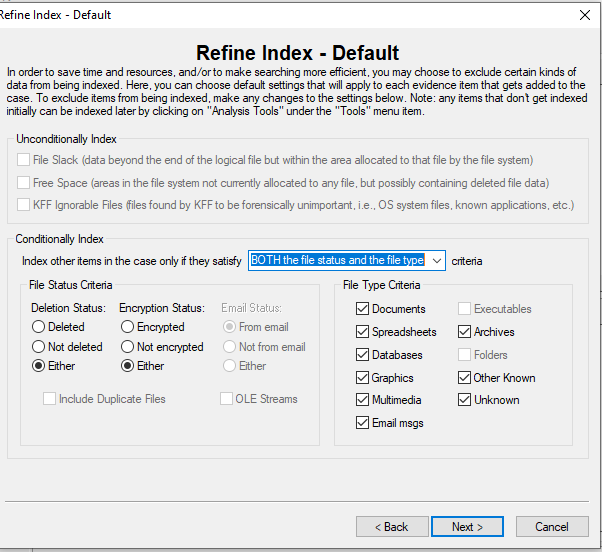 Refine Index - Default
Refine Index - Default
In order to save time and resources, and/or to make searching more efficient, you may choose to exclude certain kinds
of data from being indexed. Here, you can choose default settings that will apply to each evidence item that gets added to the
case. To exclude items from being indexed, make any changes to the settings below. Note: any items that don't get indexed
initially can be indexed later by clicking on "Analysis Tools" under the "Tools" menu item.
Unconditionally Index
File Slack (data beyond the end of the logical file but within the area allocated to that file by the file system)
Free Space (areas in the file system not currently allocated to any file, but possibly containing deleted file data)
KFF Ignorable Files (files found by KFF to be forensically unimportant, i.e., OS system files, known applications, etc.)
Conditionally Index
Index other items in the case only if they satisfy BOTH the file status and the file type criteria
File Status Criteria File Type Criteria
Deletion Status: Encryption Status: Email Status:
Documents Executables
Deleted Encrypted From email
Spreadsheets Archives
Not deleted Not encrypted Not from email
Databases Folders
Either Either Either
Graphics Other Known
Include Duplicate Files OLE Streams
Multimedia Unknown
Email msgs
< Back Next > Cancel